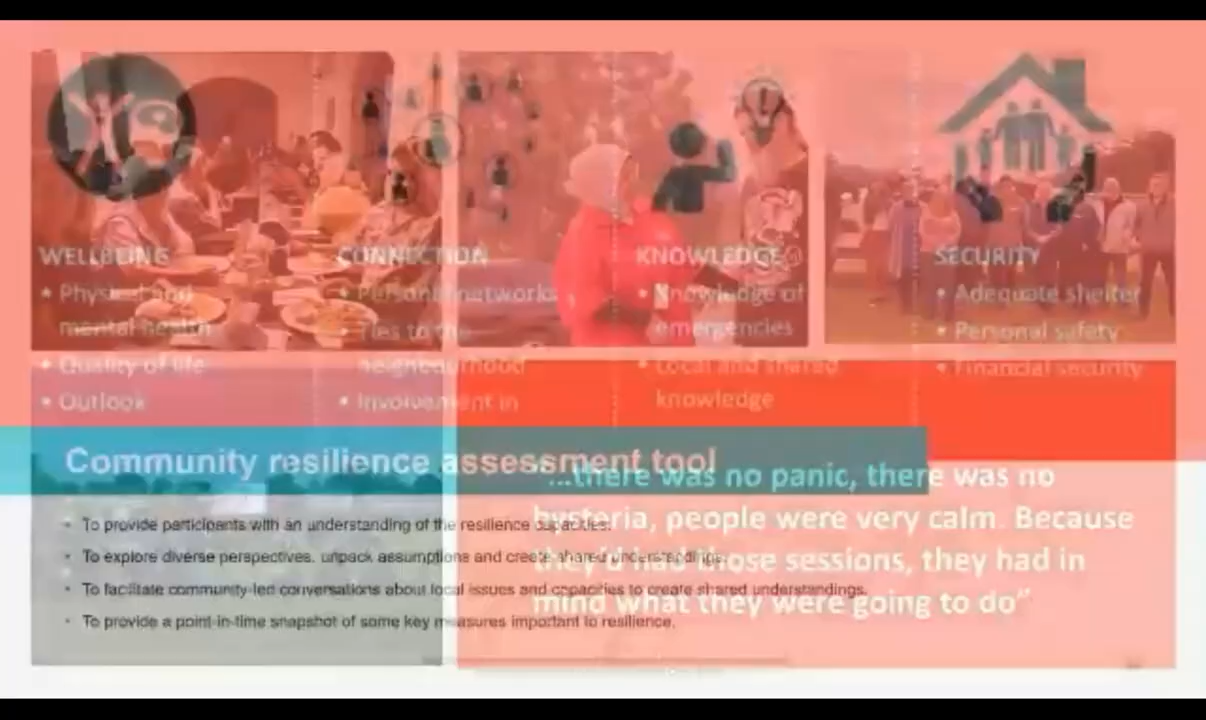 WELLBEING
• Physical and
mental health
• Quality of life
• Outlook
CONNECTION
• Personal networks
• Ties to the
neighbourhood
• Involvement in
KNOWLEDGE
• Knowledge of
emergencies
• Local and shared
knowledge
SECURITY
• Adequate shelter
• Personal safety
• Financial security
Community resilience assessment tool
• To provide participants with an understanding of the resilience capacities.
• To explore diverse perspectives, unpack assumptions and create shared understandings.
• To facilitate community-led conversations about local issues and capacities to create shared understandings.
• To provide a point-in-time snapshot of some key measures important to resilience.
“...there was no panic, there was no
hysteria, people were very calm. Because
they’d had those sessions, they had in
mind what they were going to do”